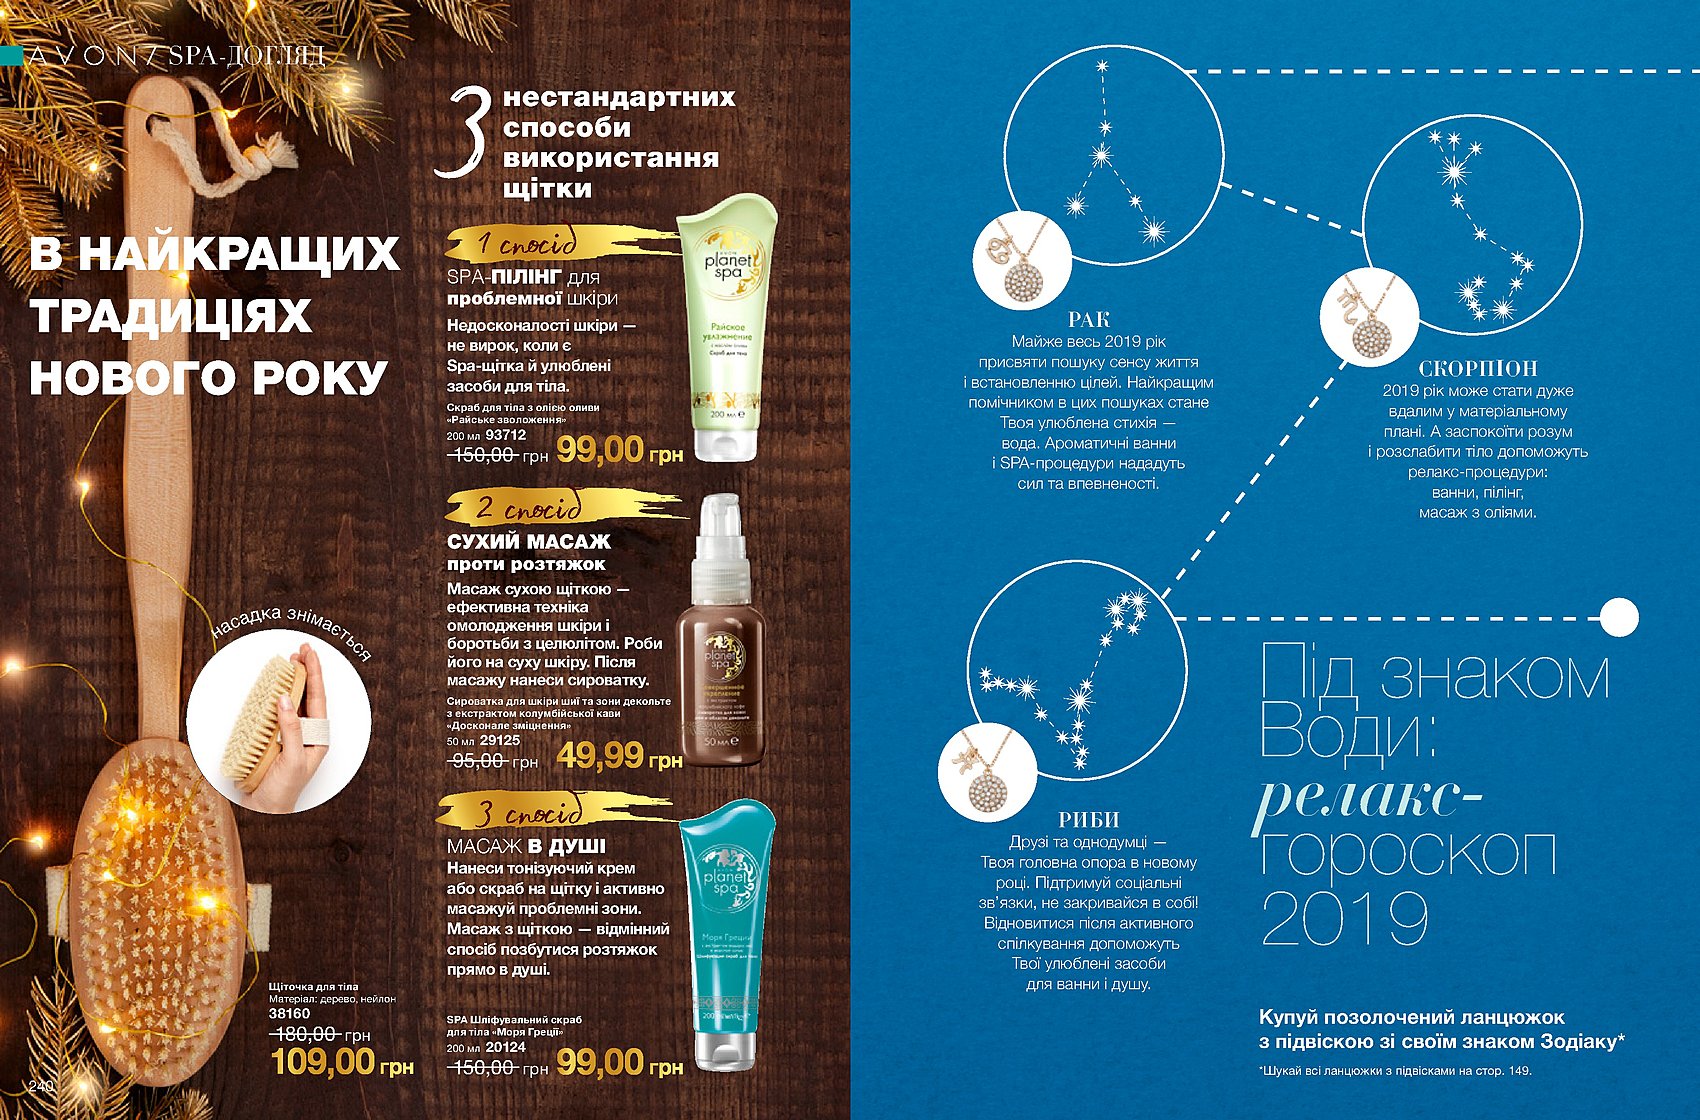 AVON / SPA-ДОГЛЯД
В НАЙКРАЩИХ
ТРАДИЦІЯХ
НОВОГО РОКУ
насадка знімається
Щіточка для тіла
Матеріал: дерево, нейлон
38160
180,00 грн
109,00 грн
240
3 нестандартних
способи
використання
щітки
1 спосіб
SPA-ПІЛІНГ для
проблемної шкіри
Недосконалості шкіри —
не вирок, коли є
Spa-щітка й улюблені
засоби для тіла.
Скраб для тіла з олією оливи
«Райське зволоження»
200 мл 93712
150,00 грн 99,00 грн
AVON
planet
spa
Райское
увлажнение
с маслом оливы
Скраб для тела
200 мл e
2 спосіб
СУХИЙ МАСАЖ
проти розтяжок
Масаж сухою щіткою —
ефективна техніка
омолодження шкіри і
боротьби з целюлітом. Роби
його на суху шкіру. Після
масажу нанеси сироватку.
Сироватка для шкіри шиї та зони декольте
з екстрактом колумбійської кави
«Досконале зміцнення»
50 мл 29125
95,00 грн 49,99 грн
planet
spa
50 мл e
3 спосіб
МАСАЖ В ДУШІ
Нанеси тонізуючий крем
або скраб на щітку і активно
масажуй проблемні зони.
Масаж з щіткою — відмінний
спосіб позбутися розтяжок
прямо в душі.
SPA Шліфувальний скраб
для тіла «Моря Греції»
200 мл 20124
150,00 грн 99,00 грн
planet
spa
Моря Греции
РАК
Майже весь 2019 рік
присвяти пошуку сенсу життя
і встановленню цілей. Найкращим
помічником в цих пошуках стане
Твоя улюблена стихія —
вода. Ароматичні ванни
і SPA-процедури нададуть
сил та впевненості.
СКОРПІОН
2019 рік може стати дуже
вдалим у матеріальному
плані. А заспокоїти розум
і розслабити тіло допоможуть
релакс-процедури:
ванни, пілінг,
масаж з оліями.
РИБИ
Друзі та однодумці —
Твоя головна опора в новому
році. Підтримуй соціальні
зв'язки, не закривайся в собі!
Відновитися після активного
спілкування допоможуть
Твої улюблені засоби
для ванни і душу.
Під знаком
Води:
релакс-
гороскоп
2019
Купуй позолочений ланцюжок
з підвіскою зі своїм знаком Зодіаку*
*Шукай всі ланцюжки з підвісками на стор. 149.